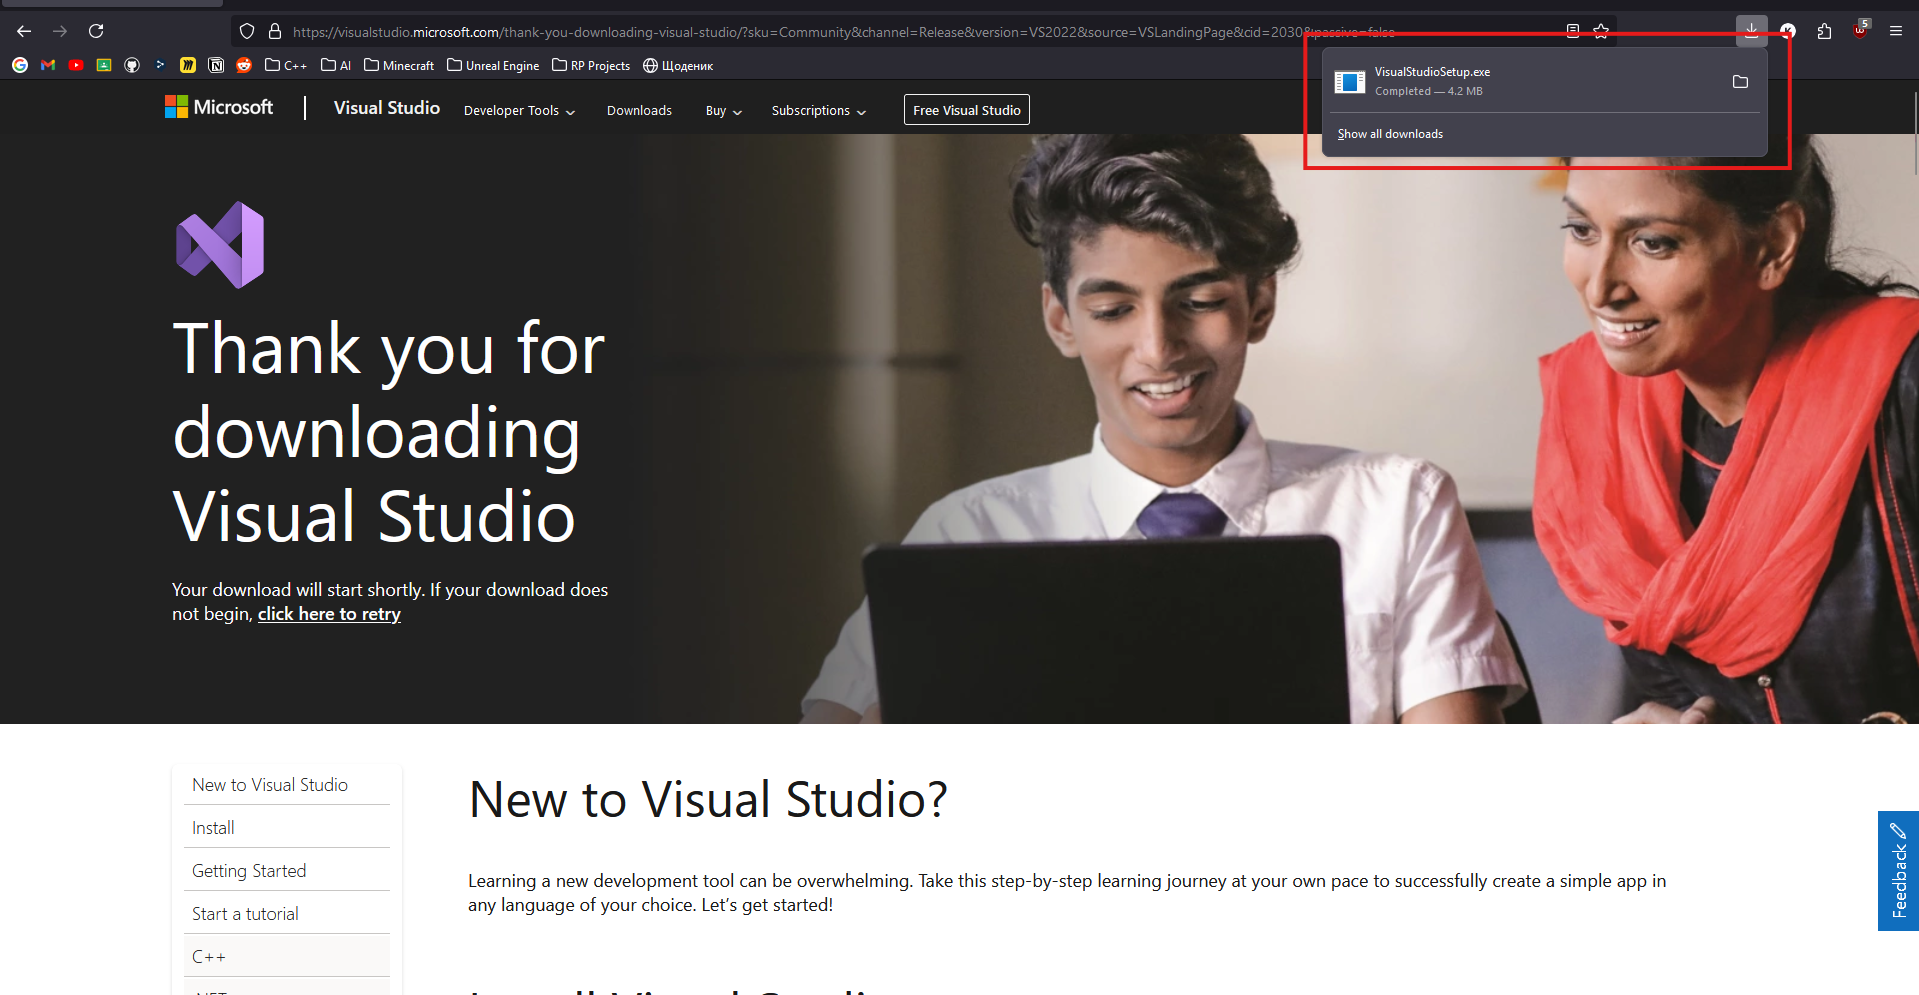 https://visualstudio.microsoft.com/thank-you-downloading-visual-studio/?sku=Community&channel=Release&version=VS2022&source=VSLandingPage&cid=2030&passive=false
5
C++
AI
Minecraft
Unreal Engine
RP Projects
Щоденик
VisualStudioSetup.exe
Completed — 4.2 MB
Show all downloads
Microsoft
Visual Studio
Developer Tools
Downloads
Buy
Subscriptions
Free Visual Studio
Thank you for
downloading
Visual Studio
Your download will start shortly. If your download does
not begin, click here to retry
New to Visual Studio
Install
Getting Started
Start a tutorial
C++
New to Visual Studio?
Learning a new development tool can be overwhelming. Take this step-by-step learning journey at your own pace to successfully create a simple app in
any language of your choice. Let’s get started!
Feedback